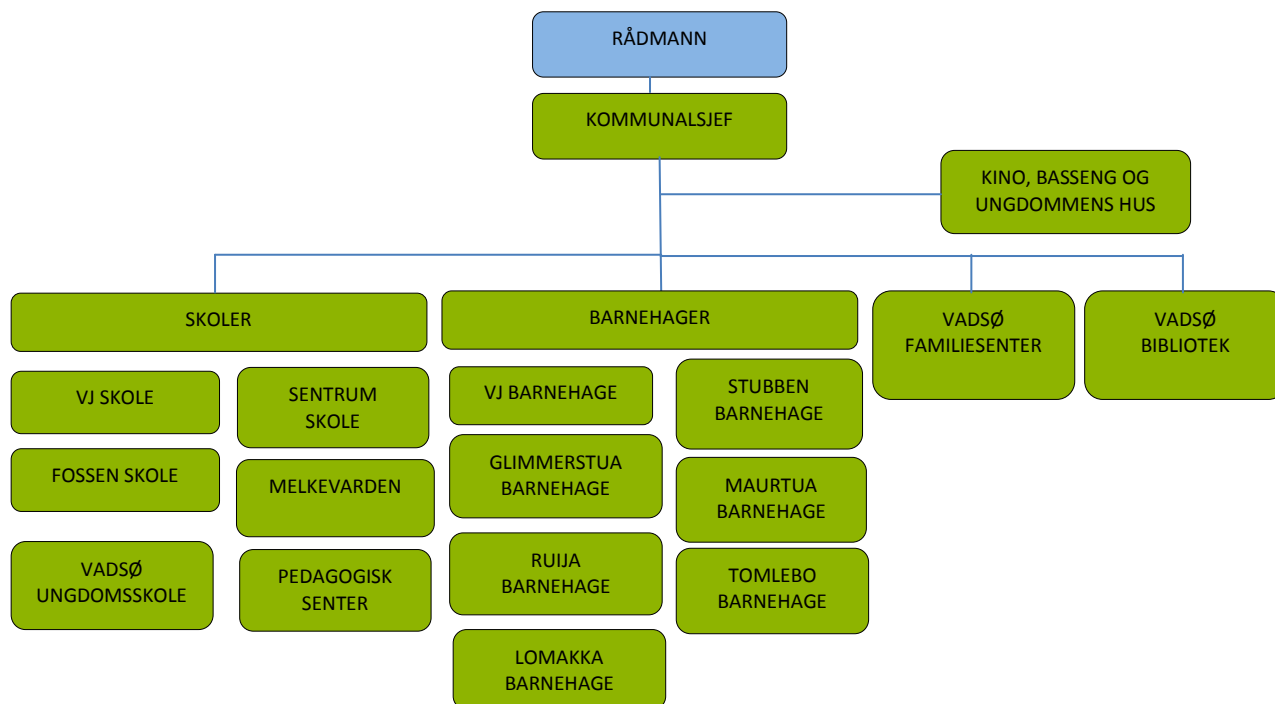 RÅDMANN
KOMMUNALSJEF
KINO, BASSENG OG
UNGDOMMENS HUS
SKOLER
BARNEHAGER
VADSØ
FAMILIESENTER
VADSØ
BIBLIOTEK
VJ SKOLE
SENTRUM
SKOLE
FOSSEN SKOLE
MELKEVARDEN
VADSØ
UNGDOMSSKOLE
PEDAGOGISK
SENTER
VJ BARNEHAGE
STUBBEN
BARNEHAGE
GLIMMERSTUA
BARNEHAGE
MAURTUA
BARNEHAGE
RUIJA
BARNEHAGE
TOMLEBO
BARNEHAGE
LOMAKKA
BARNEHAGE